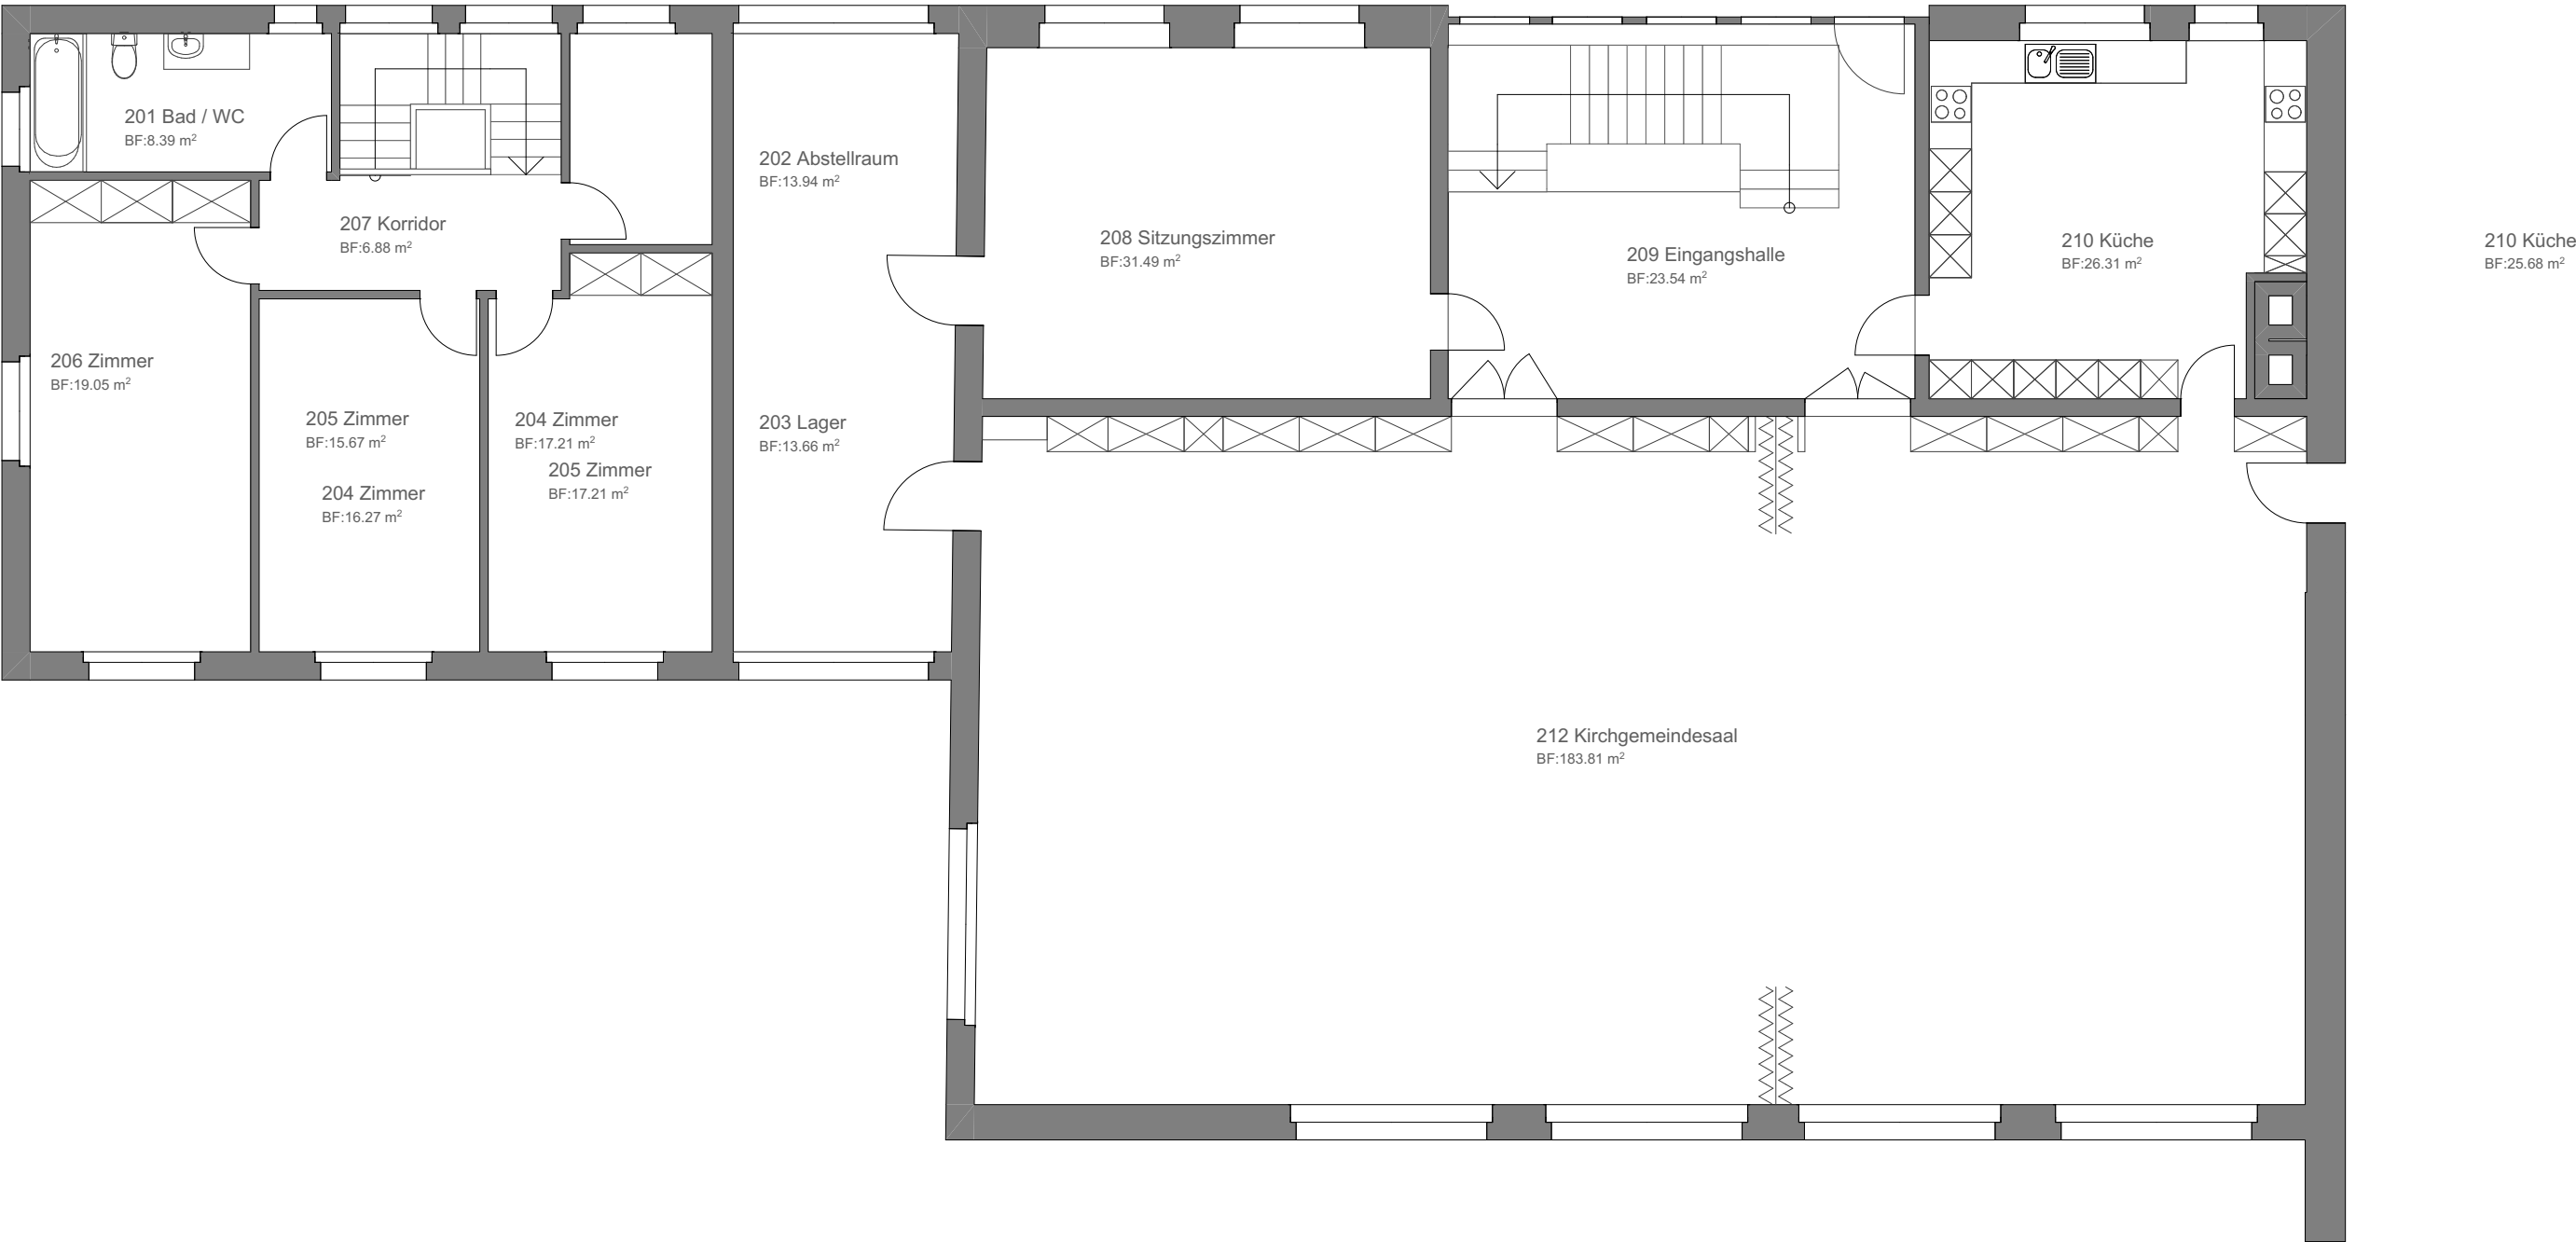 201 Bad / WC
BF:8.39 m²
202 Abstellraum
BF:13.94 m²
207 Korridor
BF:6.88 m²
208 Sitzungszimmer
BF:31.49 m²
209 Eingangshalle
BF:23.54 m²
210 Küche
BF:26.31 m²
210 Küche
BF:25.68 m²
206 Zimmer
BF:19.05 m²
205 Zimmer
BF:15.67 m²
204 Zimmer
BF:16.27 m²
204 Zimmer
BF:17.21 m²
205 Zimmer
BF:17.21 m²
203 Lager
BF:13.66 m²
212 Kirchgemeindesaal
BF:183.81 m²